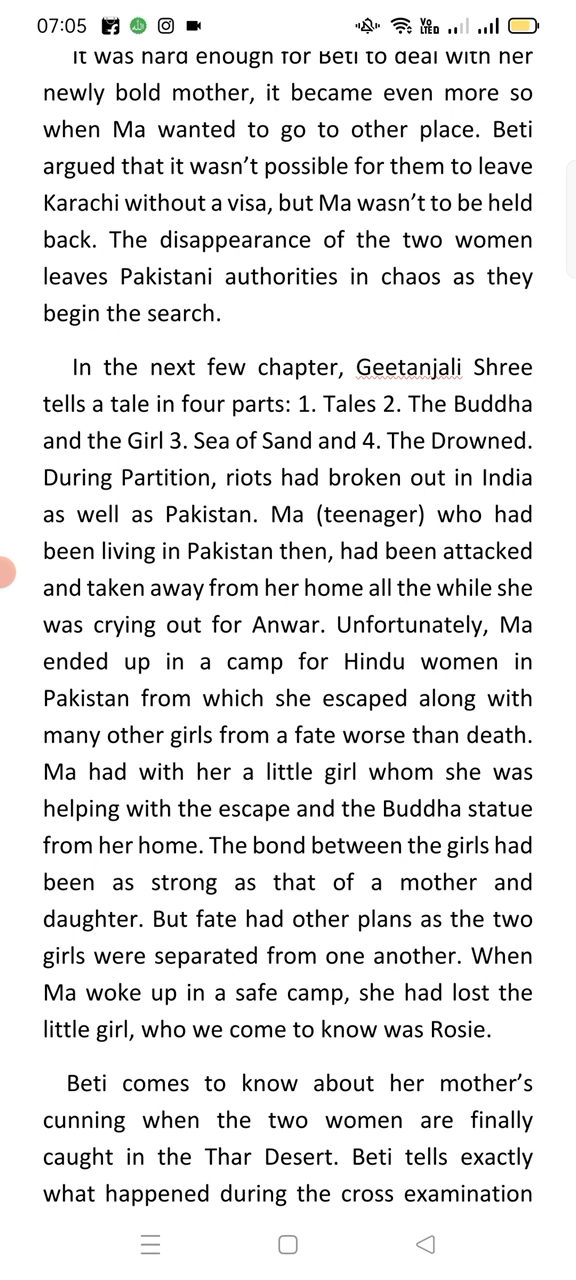 07:05
VoLTED
It was hard enough for Beti to deal with her
newly bold mother, it became even more so
when Ma wanted to go to other place. Beti
argued that it wasn’t possible for them to leave
Karachi without a visa, but Ma wasn’t to be held
back. The disappearance of the two women
leaves Pakistani authorities in chaos as they
begin the search.
In the next few chapter, Geetanjali Shree
tells a tale in four parts: 1. Tales 2. The Buddha
and the Girl 3. Sea of Sand and 4. The Drowned.
During Partition, riots had broken out in India
as well as Pakistan. Ma (teenager) who had
been living in Pakistan then, had been attacked
and taken away from her home all the while she
was crying out for Anwar. Unfortunately, Ma
ended up in a camp for Hindu women in
Pakistan from which she escaped along with
many other girls from a fate worse than death.
Ma had with her a little girl whom she was
helping with the escape and the Buddha statue
from her home. The bond between the girls had
been as strong as that of a mother and
daughter. But fate had other plans as the two
girls were separated from one another. When
Ma woke up in a safe camp, she had lost the
little girl, who we come to know was Rosie.
Beti comes to know about her mother’s
cunning when the two women are finally
caught in the Thar Desert. Beti tells exactly
what happened during the cross examination